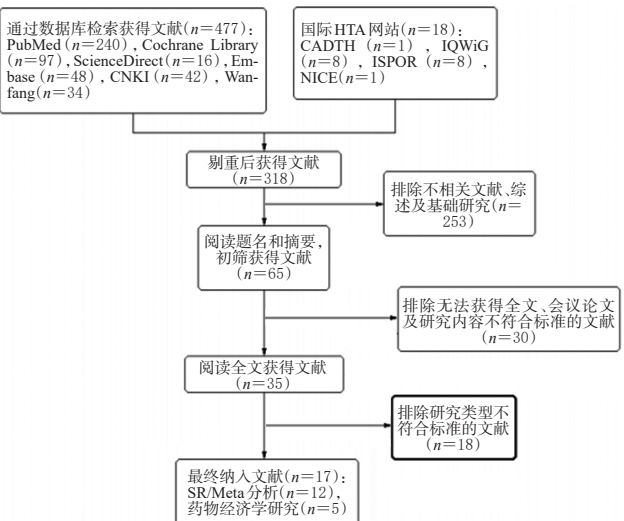 通过数据库检索获得文献(n=477)：
PubMed(n=240)，Cochrane Library
(n=97)，ScienceDirect(n=16)，Em-
base(n=48)，CNKI(n=42)，Wan-
fang(n=34)
国际HTA网站(n=18)：
CADTH (n=1)， IQWiG
(n=8)， ISPOR (n=8)，
NICE(n=1)
剔重后获得文献
(n=318)
排除不相关文献、综
述及基础研究(n=
253)
阅读题名和摘要，
初筛获得文献
(n=65)
排除无法获得全文、会议论文
及研究内容不符合标准的文献
(n=30)
阅读全文获得文献
(n=35)
排除研究类型不
符合标准的文献
(n=18)
最终纳入文献(n=17)：
SR/Meta分析(n=12)，
药物经济学研究(n=5)